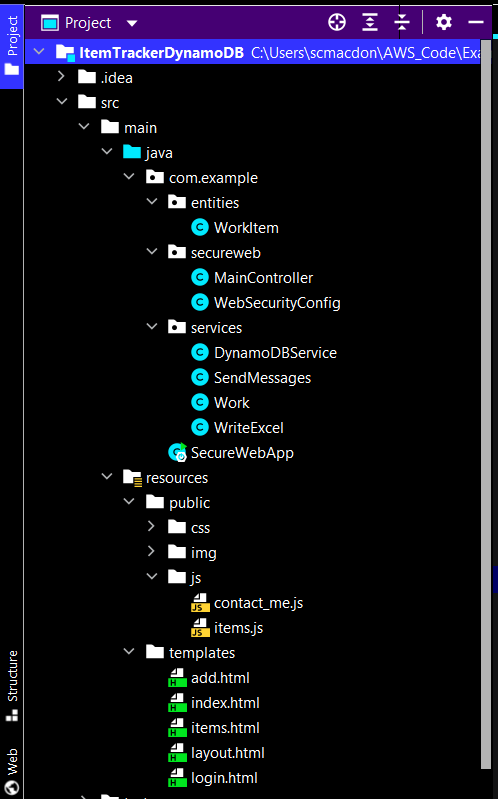 Project
Project
ItemTrackerDynamoDB C:\Users\scmacdon\AWS_Code\Exa
.idea
src
main
java
com.example
entities
WorkItem
secureweb
MainController
WebSecurityConfig
services
DynamoDBService
SendMessages
Work
WriteExcel
SecureWebApp
resources
public
css
img
js
contact_me.js
items.js
templates
add.html
index.html
items.html
layout.html
login.html
Structure
Web